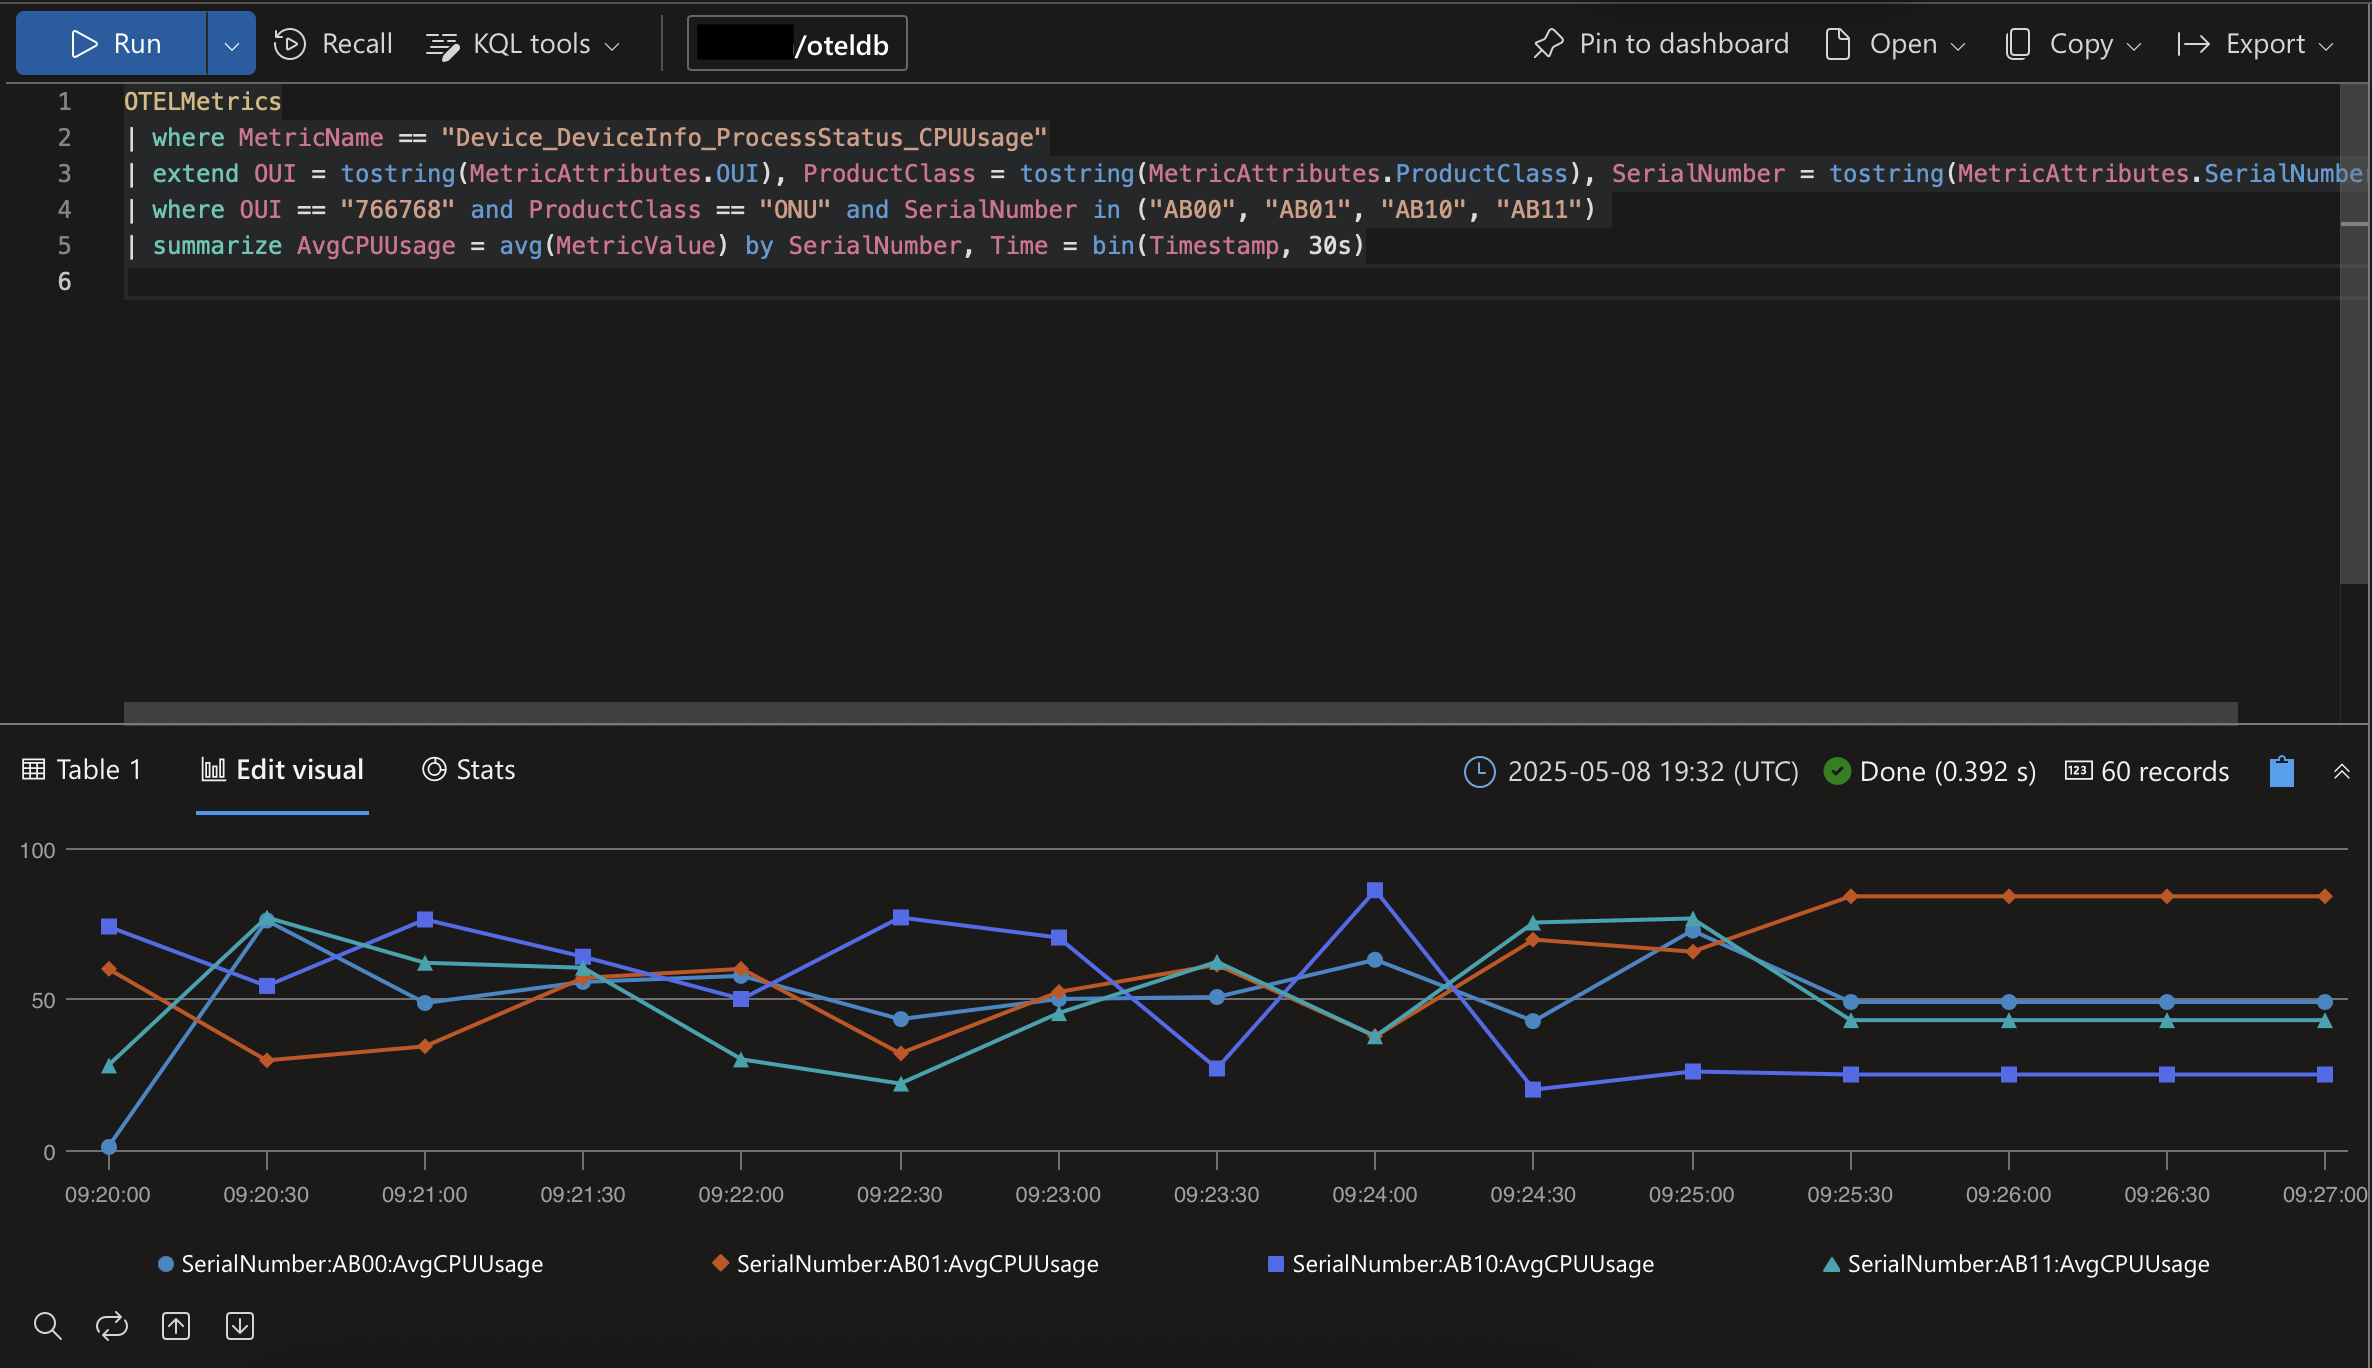 Run Recall KQL tools /oteldb Pin to dashboard Open Copy Export
1 OTELMetrics
2 | where MetricName == "Device_DeviceInfo_ProcessStatus_CPUUsage"
3 | extend OUI = tostring(MetricAttributes.OUI), ProductClass = tostring(MetricAttributes.ProductClass), SerialNumber = tostring(MetricAttributes.SerialNumbe
4 | where OUI == "766768" and ProductClass == "ONU" and SerialNumber in ("AB00", "AB01", "AB10", "AB11")
5 | summarize AvgCPUUsage = avg(MetricValue) by SerialNumber, Time = bin(Timestamp, 30s)
6
Table 1 Edit visual Stats 2025-05-08 19:32 (UTC) Done (0.392 s) 123 60 records
100
50
0
09:20:00 09:20:30 09:21:00 09:21:30 09:22:00 09:22:30 09:23:00 09:23:30 09:24:00 09:24:30 09:25:00 09:25:30 09:26:00 09:26:30 09:27:00
SerialNumber:AB00:AvgCPUUsage SerialNumber:AB01:AvgCPUUsage SerialNumber:AB10:AvgCPUUsage SerialNumber:AB11:AvgCPUUsage